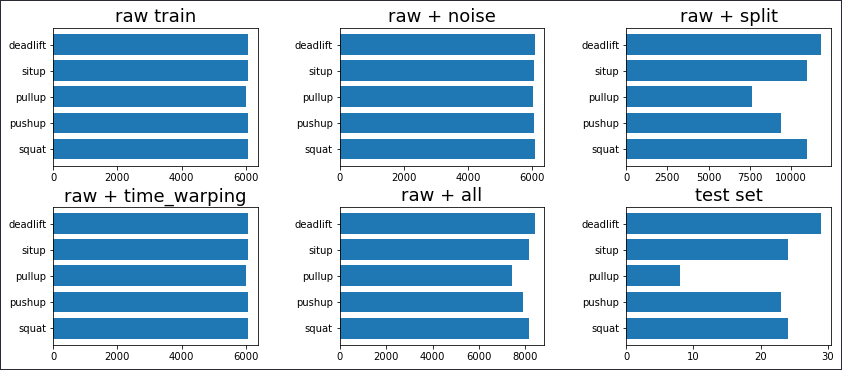 raw train
deadlift
situp
pullup
pushup
squat
0 2000 4000 6000
raw + noise
deadlift
situp
pullup
pushup
squat
0 2000 4000 6000
raw + split
deadlift
situp
pullup
pushup
squat
0 2500 5000 7500 10000
raw + time_warping
deadlift
situp
pullup
pushup
squat
0 2000 4000 6000
raw + all
deadlift
situp
pullup
pushup
squat
0 2000 4000 6000 8000
test set
deadlift
situp
pullup
pushup
squat
0 10 20 30